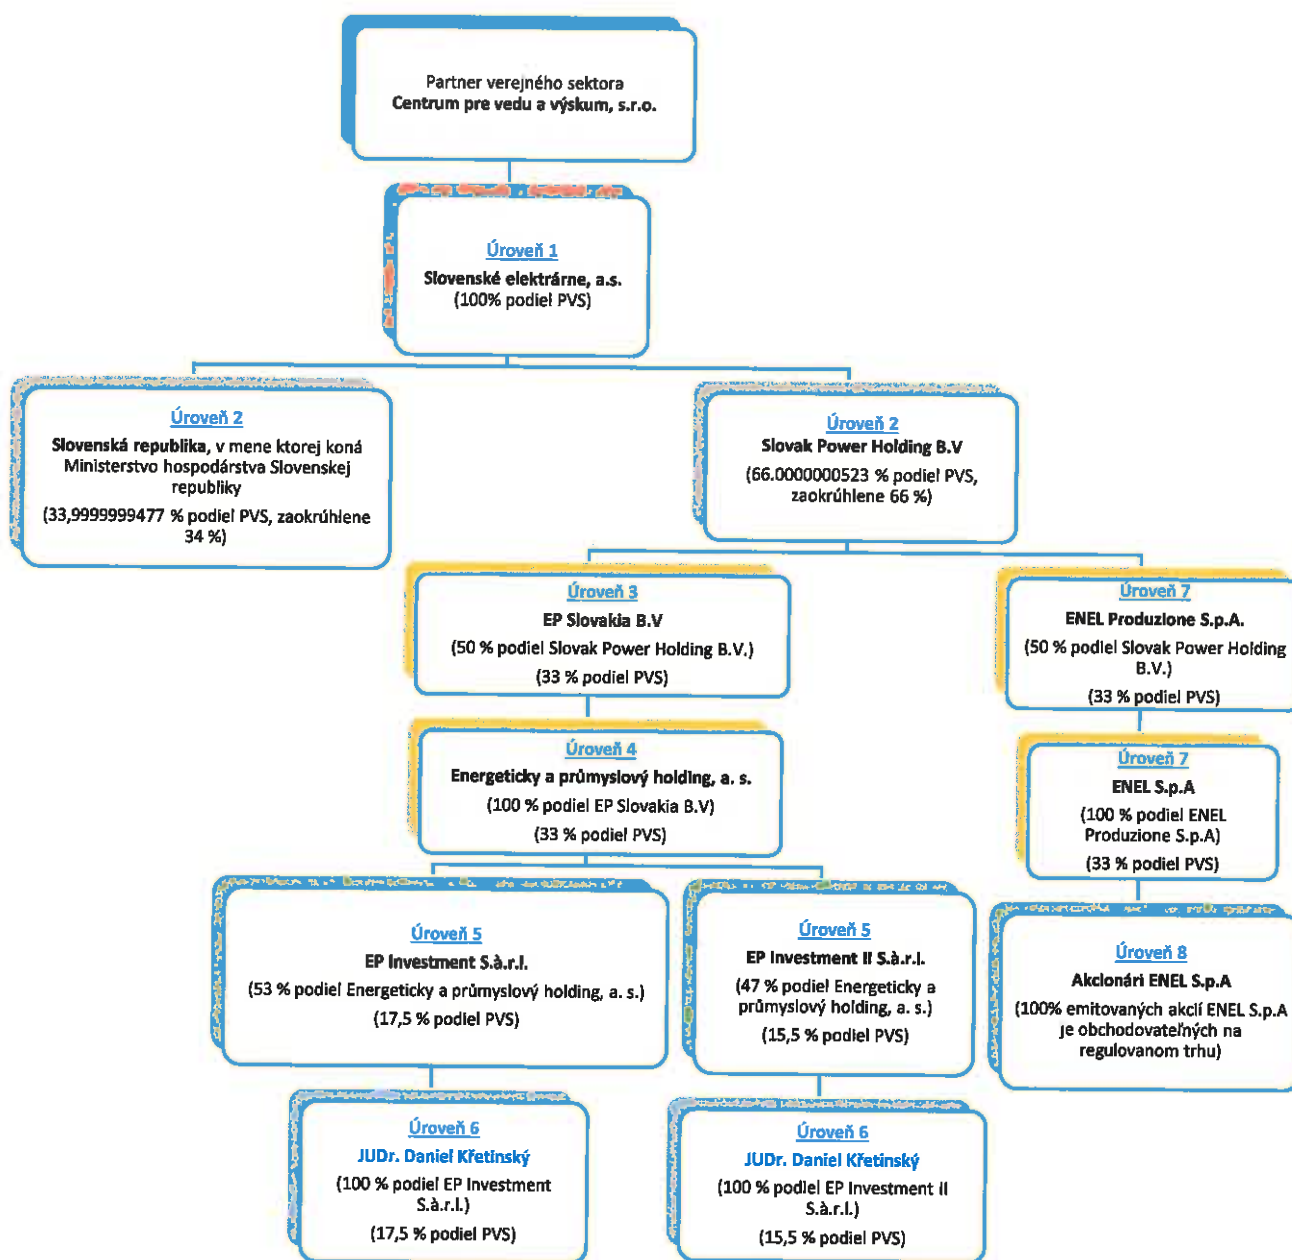 Partner verejného sektora
Centrum pre vedu a výskum, s.r.o.
Úroveň 1
Slovenské elektrárne, a.s.
(100% podiel PVS)
Úroveň 2
Slovenská republika, v mene ktorej koná
Ministerstvo hospodárstva Slovenskej
republiky
(33,9999999477 % podiel PVS, zaokrúhlene
34 %)
Úroveň 2
Slovak Power Holding B.V
(66.0000000523 % podiel PVS,
zaokrúhlene 66 %)
Úroveň 3
EP Slovakia B.V
(50 % podiel Slovak Power Holding B.V.)
(33 % podiel PVS)
Úroveň 7
ENEL Produzione S.p.A.
(50 % podiel Slovak Power Holding
B.V.)
(33 % podiel PVS)
Úroveň 4
Energeticky a průmyslový holding, a. s.
(100 % podiel EP Slovakia B.V)
(33 % podiel PVS)
Úroveň 7
ENEL S.p.A
(100 % podiel ENEL
Produzione S.p.A)
(33 % podiel PVS)
Úroveň 5
EP Investment S.à.r.l.
(53 % podiel Energeticky a průmyslový holding, a. s.)
(17,5 % podiel PVS)
Úroveň 5
EP Investment II S.à.r.l.
(47 % podiel Energeticky a
průmyslový holding, a. s.)
(15,5 % podiel PVS)
Úroveň 8
Akcionári ENEL S.p.A
(100% emitovaných akcií ENEL S.p.A
je obchodovateľných na
regulovanom trhu)
Úroveň 6
JUDr. Daniel Křetinský
(100 % podiel EP Investment
S.à.r.l.)
(17,5 % podiel PVS)
Úroveň 6
JUDr. Daniel Křetinský
(100 % podiel EP Investment II
S.à.r.l.)
(15,5 % podiel PVS)